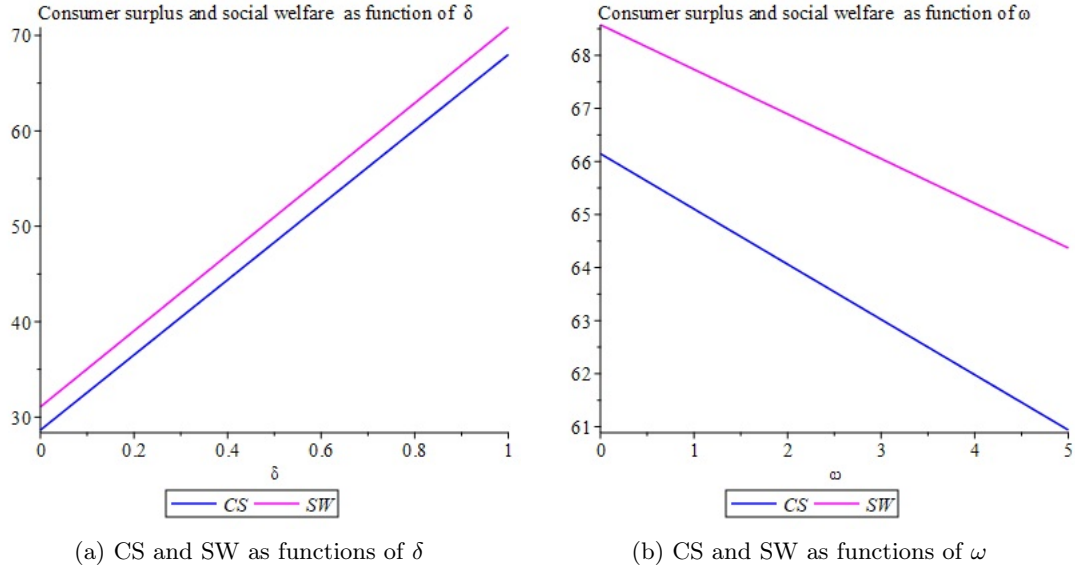 Consumer surplus and social welfare as function of δ
70
60
50
40
30
0 0.2 0.4 0.6 0.8 1
δ
CS SW
(a) CS and SW as functions of δ
Consumer surplus and social welfare as function of ω
68
67
66
65
64
63
62
61
0 1 2 3 4 5
ω
CS SW
(b) CS and SW as functions of ω